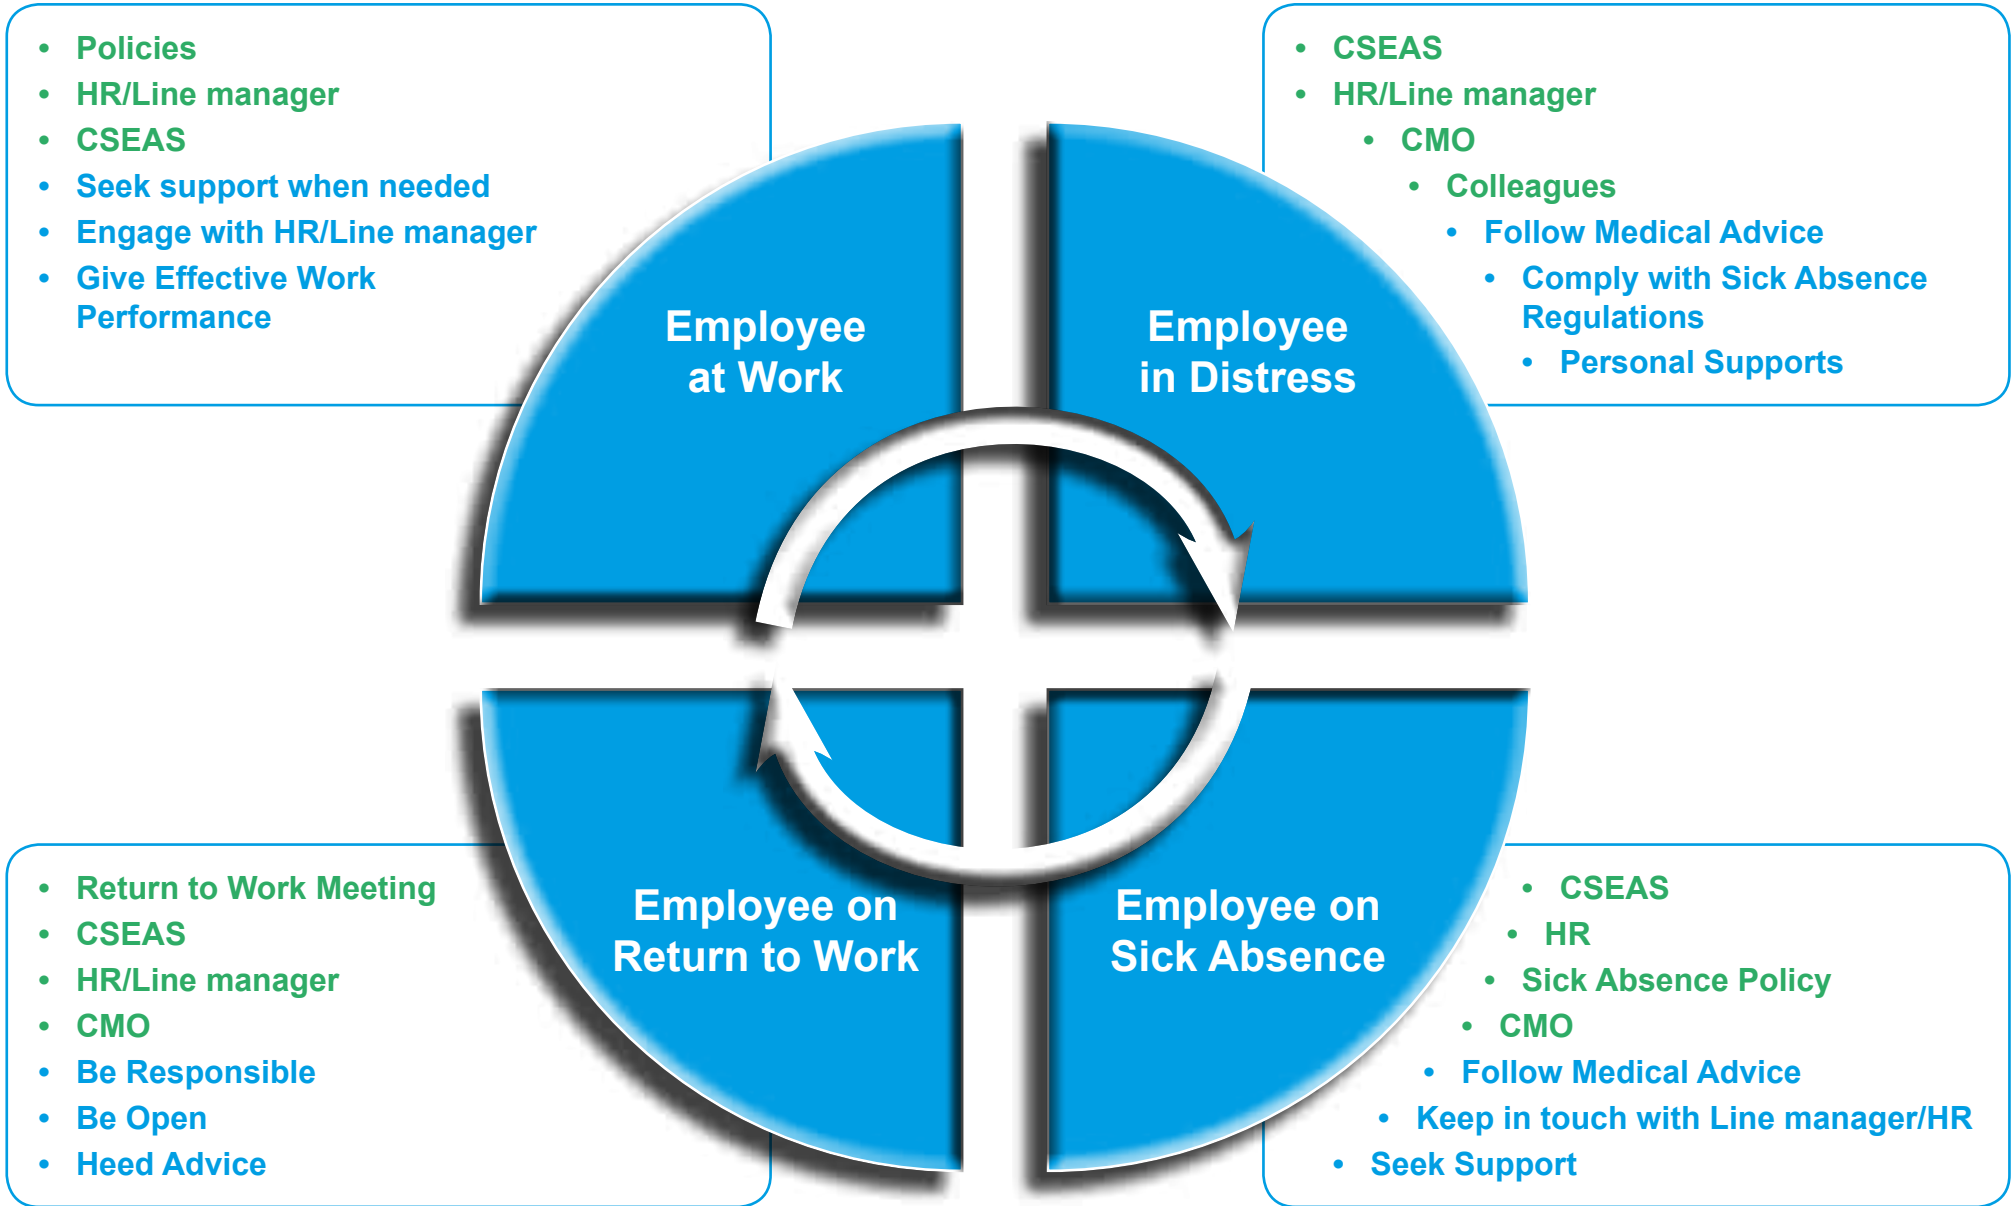 • Policies
• HR/Line manager
• CSEAS
• Seek support when needed
• Engage with HR/Line manager
• Give Effective Work
Performance
• CSEAS
• HR/Line manager
• CMO
• Colleagues
• Follow Medical Advice
• Comply with Sick Absence
Regulations
• Personal Supports
Employee
at Work
Employee
in Distress
Employee on
Return to Work
Employee on
Sick Absence
• Return to Work Meeting
• CSEAS
• HR/Line manager
• CMO
• Be Responsible
• Be Open
• Heed Advice
• CSEAS
• HR
• Sick Absence Policy
• CMO
• Follow Medical Advice
• Keep in touch with Line manager/HR
• Seek Support